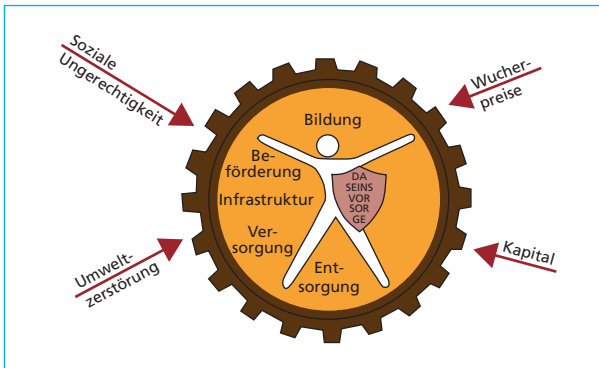 Soziale
Ungerechtigkeit
Wucher-
preise
Bildung
Be-
förderung
Infrastruktur
Ver-
sorgung
Ent-
sorgung
DA
SEINS
VOR
SOR
GE
Umwelt-
zerstörung
Kapital